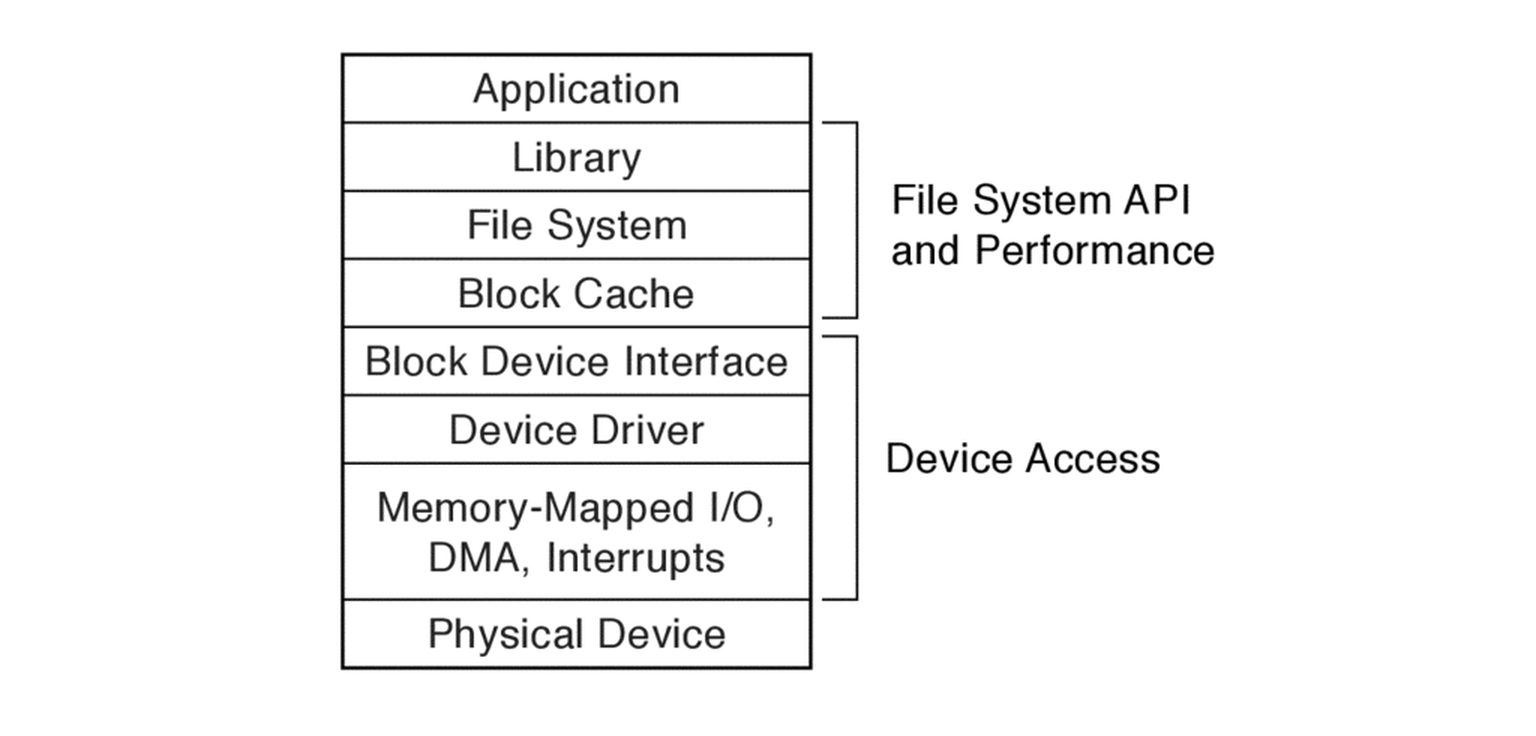 Application
Library
File System
Block Cache
Block Device Interface
Device Driver
Memory-Mapped I/O,
DMA, Interrupts
Physical Device
File System API
and Performance
Device Access